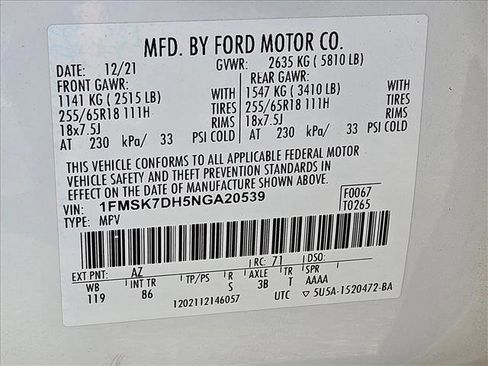 MFD. BY FORD MOTOR CO.
DATE: 12/21 GVWR: 2635 KG ( 5810 LB)
FRONT GAWR: REAR GAWR:
1141 KG ( 2515 LB) WITH 1547 KG ( 3410 LB) WITH
255/65R18 111H TIRES 255/65R18 111H TIRES
18x7.5J RIMS 18x7.5J RIMS
AT 230 kPa/ 33 PSI COLD AT 230 kPa/ 33 PSI COLD
THIS VEHICLE CONFORMS TO ALL APPLICABLE FEDERAL MOTOR
VEHICLE SAFETY AND THEFT PREVENTION STANDARDS IN
EFFECT ON THE DATE OF MANUFACTURE SHOWN ABOVE.
VIN: 1FMSK7DH5NGA20539 F0067
TYPE: MPV T0265
EXT PNT: AZ RC: 71 DSO:
WB INT TR TP/PS R AXLE TR SPR
119 86 S 3B T AAAA
1202112146057 UTC 5U5A-1520472-BA